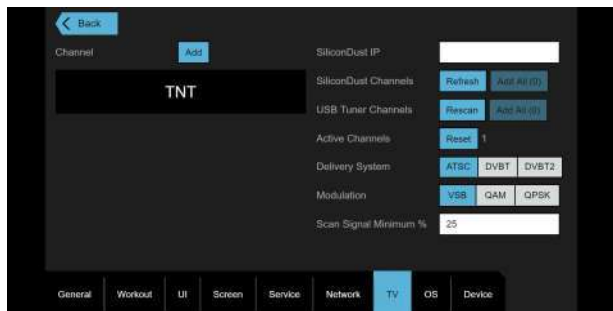 Back
Channel Add
TNT
SiliconDust IP
SiliconDust Channels Refresh Add All (0)
USB Tuner Channels Rescan Add All (0)
Active Channels Reset 1
Delivery System ATSC DVBT DVBT2
Modulation VSB QAM QPSK
Scan Signal Minimum % 25
General Workout UI Screen Service Network TV OS Device